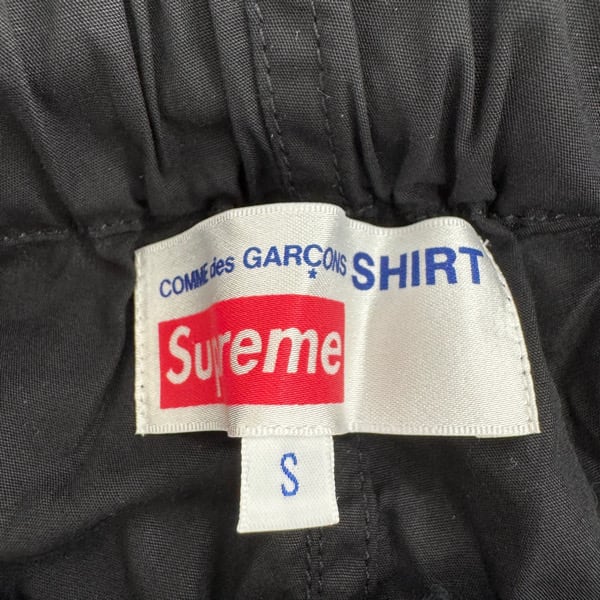 COMME des GARÇONS SHIRT
*
Supreme
S